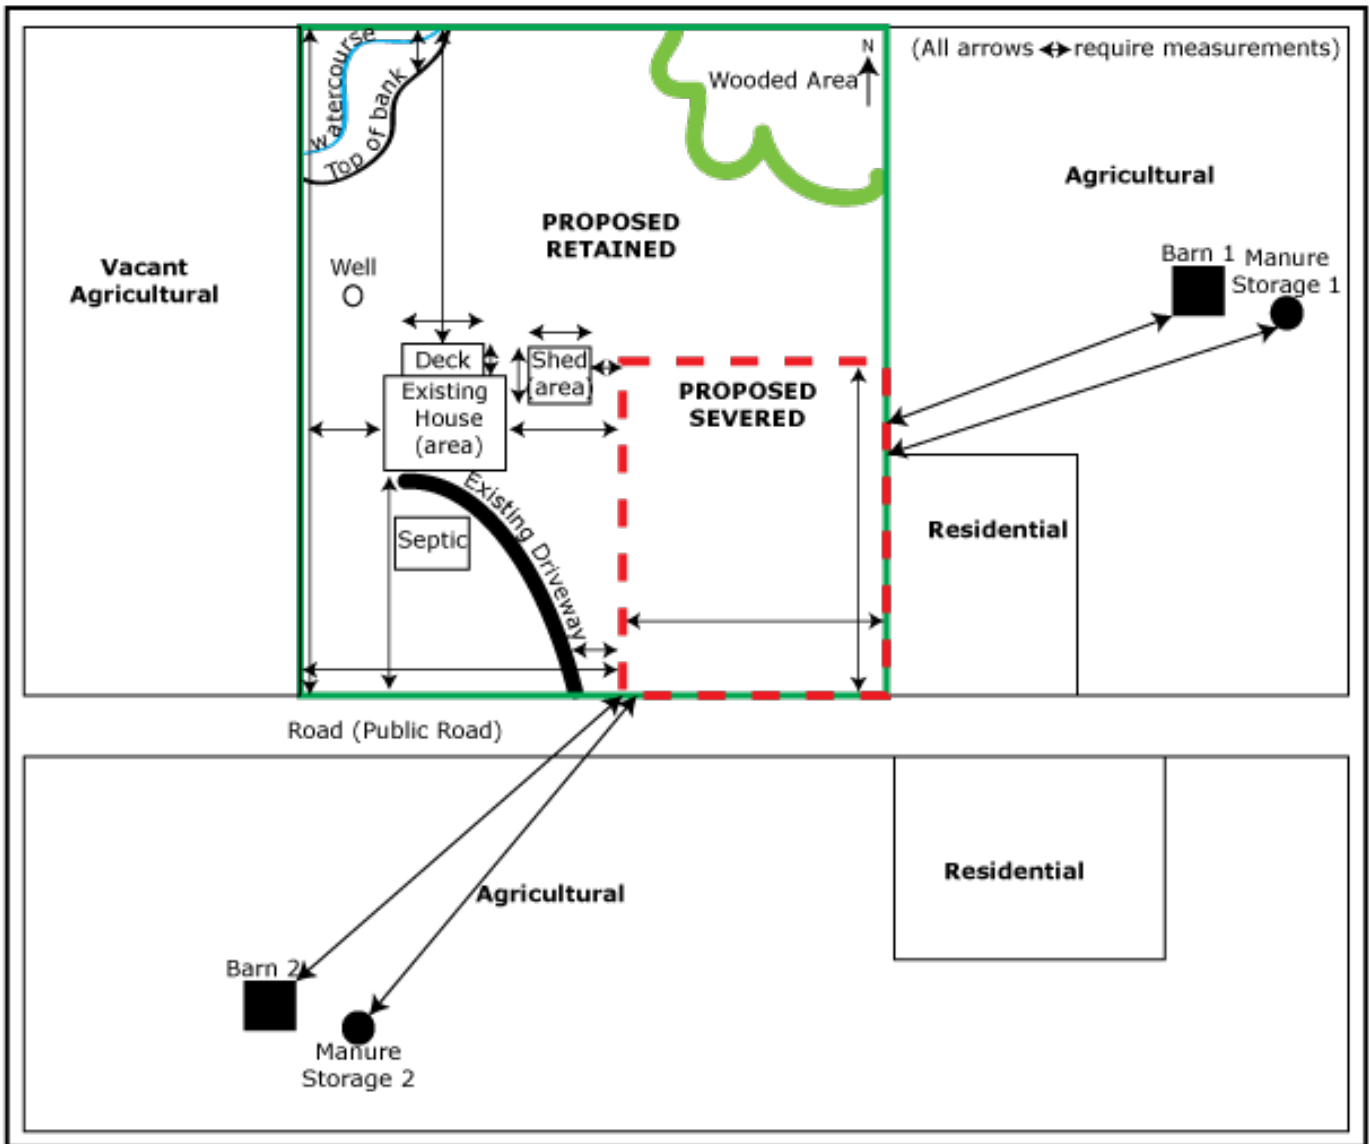 watercourse
Top of bank
N
Wooded Area
(All arrows require measurements)
Agricultural
PROPOSED
RETAINED
Vacant
Agricultural
Well
Barn 1
Manure
Storage 1
Deck
Existing
House
(area)
Shed
(area)
PROPOSED
SEVERED
Existing Driveway
Septic
Residential
Road (Public Road)
Agricultural
Residential
Barn 2
Manure
Storage 2